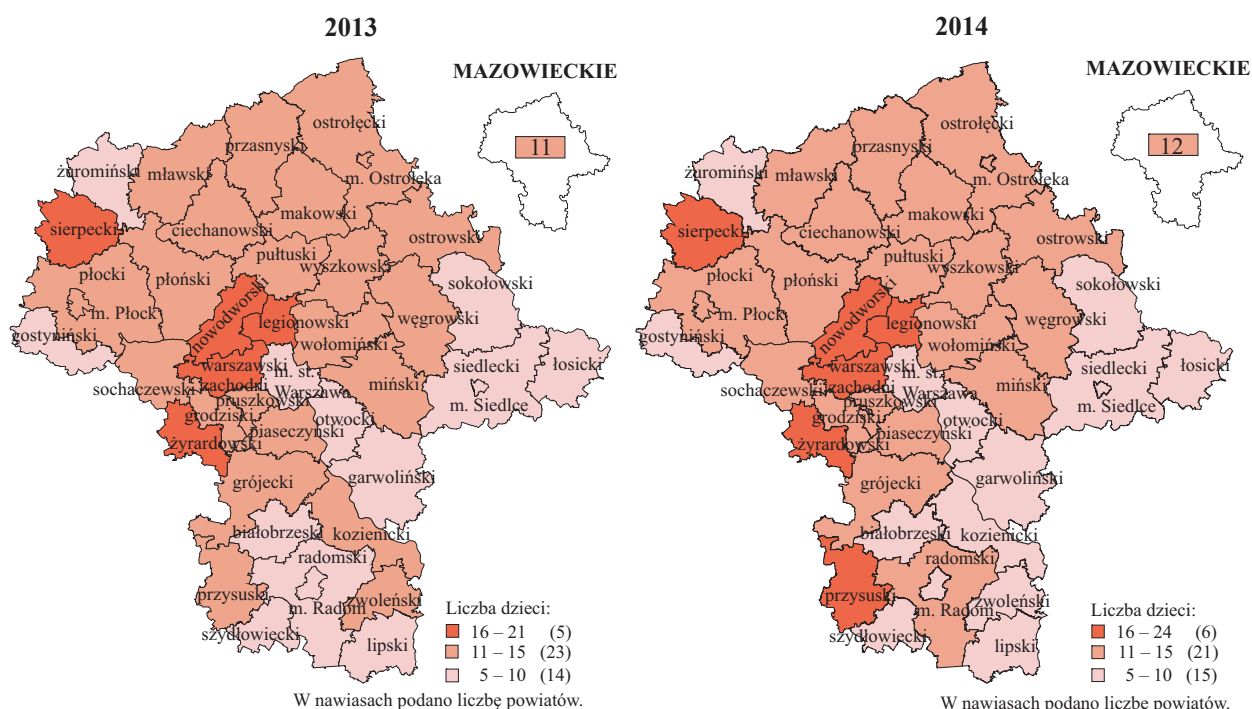 2013
MAZOWIECKIE
11
ostrołęcki
przasnyski
żuromiński
mławski
m. Ostrołęka
makowski
sierpecki
ciechanowski
ostrowski
pułtuski
płocki
płoński
wyszkowski
sokołowski
nowodworski
m. Płock
legionowski
węgrowski
gostyniński
wołomiński
warszawski
siedlecki
łosicki
m. st.
zachodni
miński
sochaczewski
Warszawa
pruszkowski
m. Siedlce
grodziski
otwocki
piaseczyński
żyrardowski
garwoliński
grójecki
białobrzeski
kozienicki
radomski
przysuski
zwoleński
m. Radom
szydłowiecki
lipski
Liczba dzieci:
16 – 21 (5)
11 – 15 (23)
5 – 10 (14)
W nawiasach podano liczbę powiatów.
2014
MAZOWIECKIE
12
ostrołęcki
przasnyski
żuromiński
mławski
m. Ostrołęka
makowski
sierpecki
ciechanowski
ostrowski
pułtuski
płocki
płoński
wyszkowski
sokołowski
nowodworski
m. Płock
legionowski
węgrowski
gostyniński
wołomiński
warszawski
siedlecki
łosicki
m. st.
zachodni
miński
sochaczewski
Warszawa
pruszkowski
m. Siedlce
grodziski
otwocki
piaseczyński
żyrardowski
garwoliński
grójecki
białobrzeski
kozienicki
radomski
przysuski
zwoleński
m. Radom
szydłowiecki
lipski
Liczba dzieci:
16 – 24 (6)
11 – 15 (21)
5 – 10 (15)
W nawiasach podano liczbę powiatów.